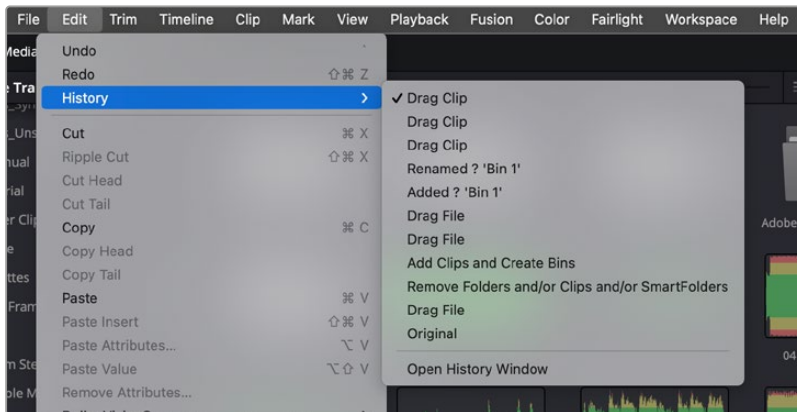 File Edit Trim Timeline Clip Mark View Playback Fusion Color Fairlight Workspace Help
Media
Undo
Redo ⇧⌘ Z
History >
✓ Drag Clip
Drag Clip
Drag Clip
Renamed ? 'Bin 1'
Added ? 'Bin 1'
Drag File
Drag File
Add Clips and Create Bins
Remove Folders and/or Clips and/or SmartFolders
Drag File
Original
Open History Window
Cut ⌘ X
Ripple Cut ⇧⌘ X
Cut Head
Cut Tail
Copy ⌘ C
Copy Head
Copy Tail
Paste ⌘ V
Paste Insert ⇧⌘ V
Paste Attributes... ⌥ V
Paste Value ⌥⇧ V
Remove Attributes...
Adobe
04